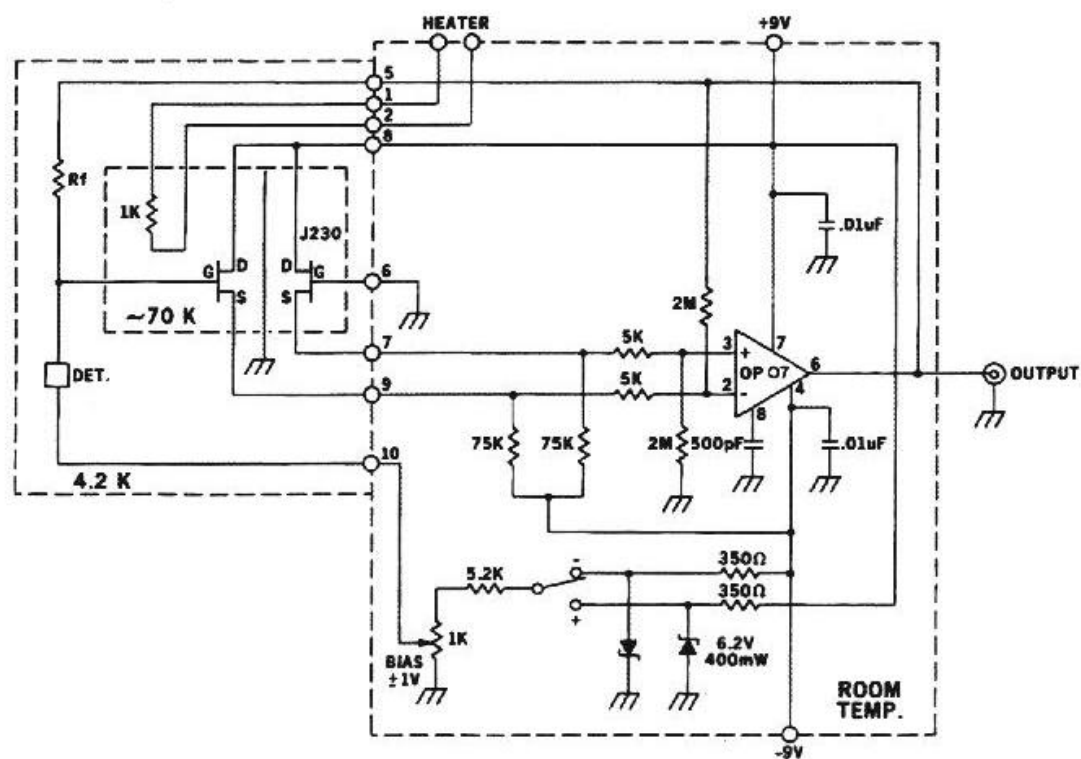 HEATER
+9V
5
1
2
8
Rf
1K
J230
.01uF
G
D
D
G
6
S
S
2M
~70 K
7
5K
3
+
7
OP 07
6
OUTPUT
DET.
9
5K
2
-
4
8
75K
75K
2M
500pF
.01uF
10
4.2 K
350Ω
-
5.2K
350Ω
+
1K
6.2V
400mW
BIAS
±1V
ROOM
TEMP.
-9V